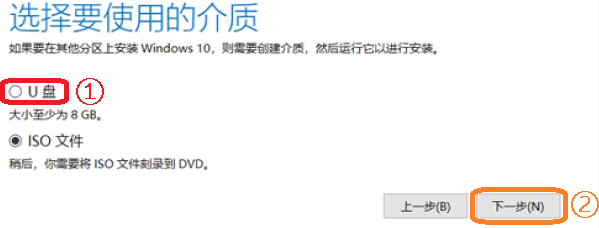 选择要使用的介质
如果要在其他分区上安装 Windows 10，则需要创建介质，然后运行它以进行安装。
U 盘 ①
大小至少为 8 GB。
ISO 文件
稍后，你需要将 ISO 文件刻录到 DVD。
上一步(B) 下一步(N) ②